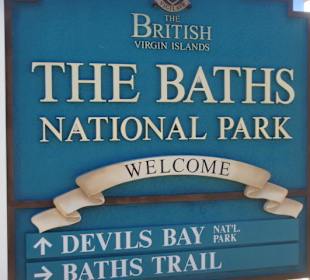 THE
BRITISH
VIRGIN ISLANDS
THE BATHS
NATIONAL PARK
WELCOME
↑ DEVILS BAY NAT'L. PARK
→ BATHS TRAIL